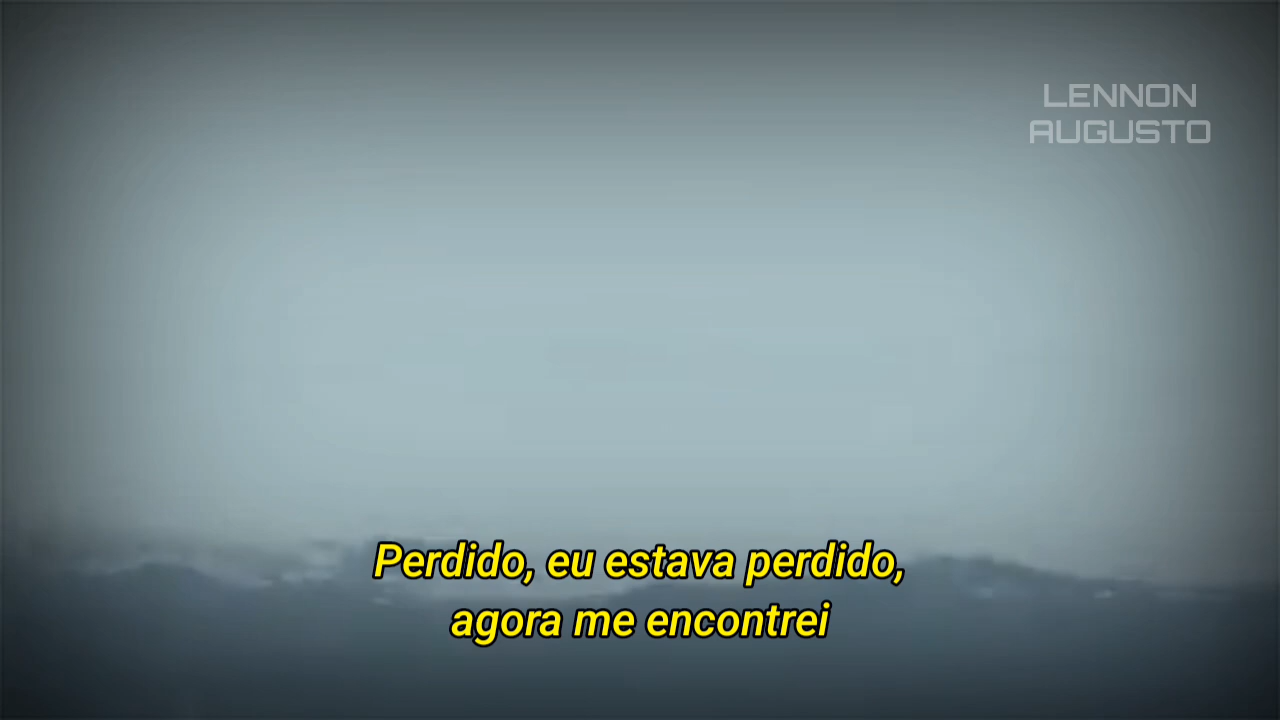 LENNON
AUGUSTO
Perdido, eu estava perdido,
agora me encontrei